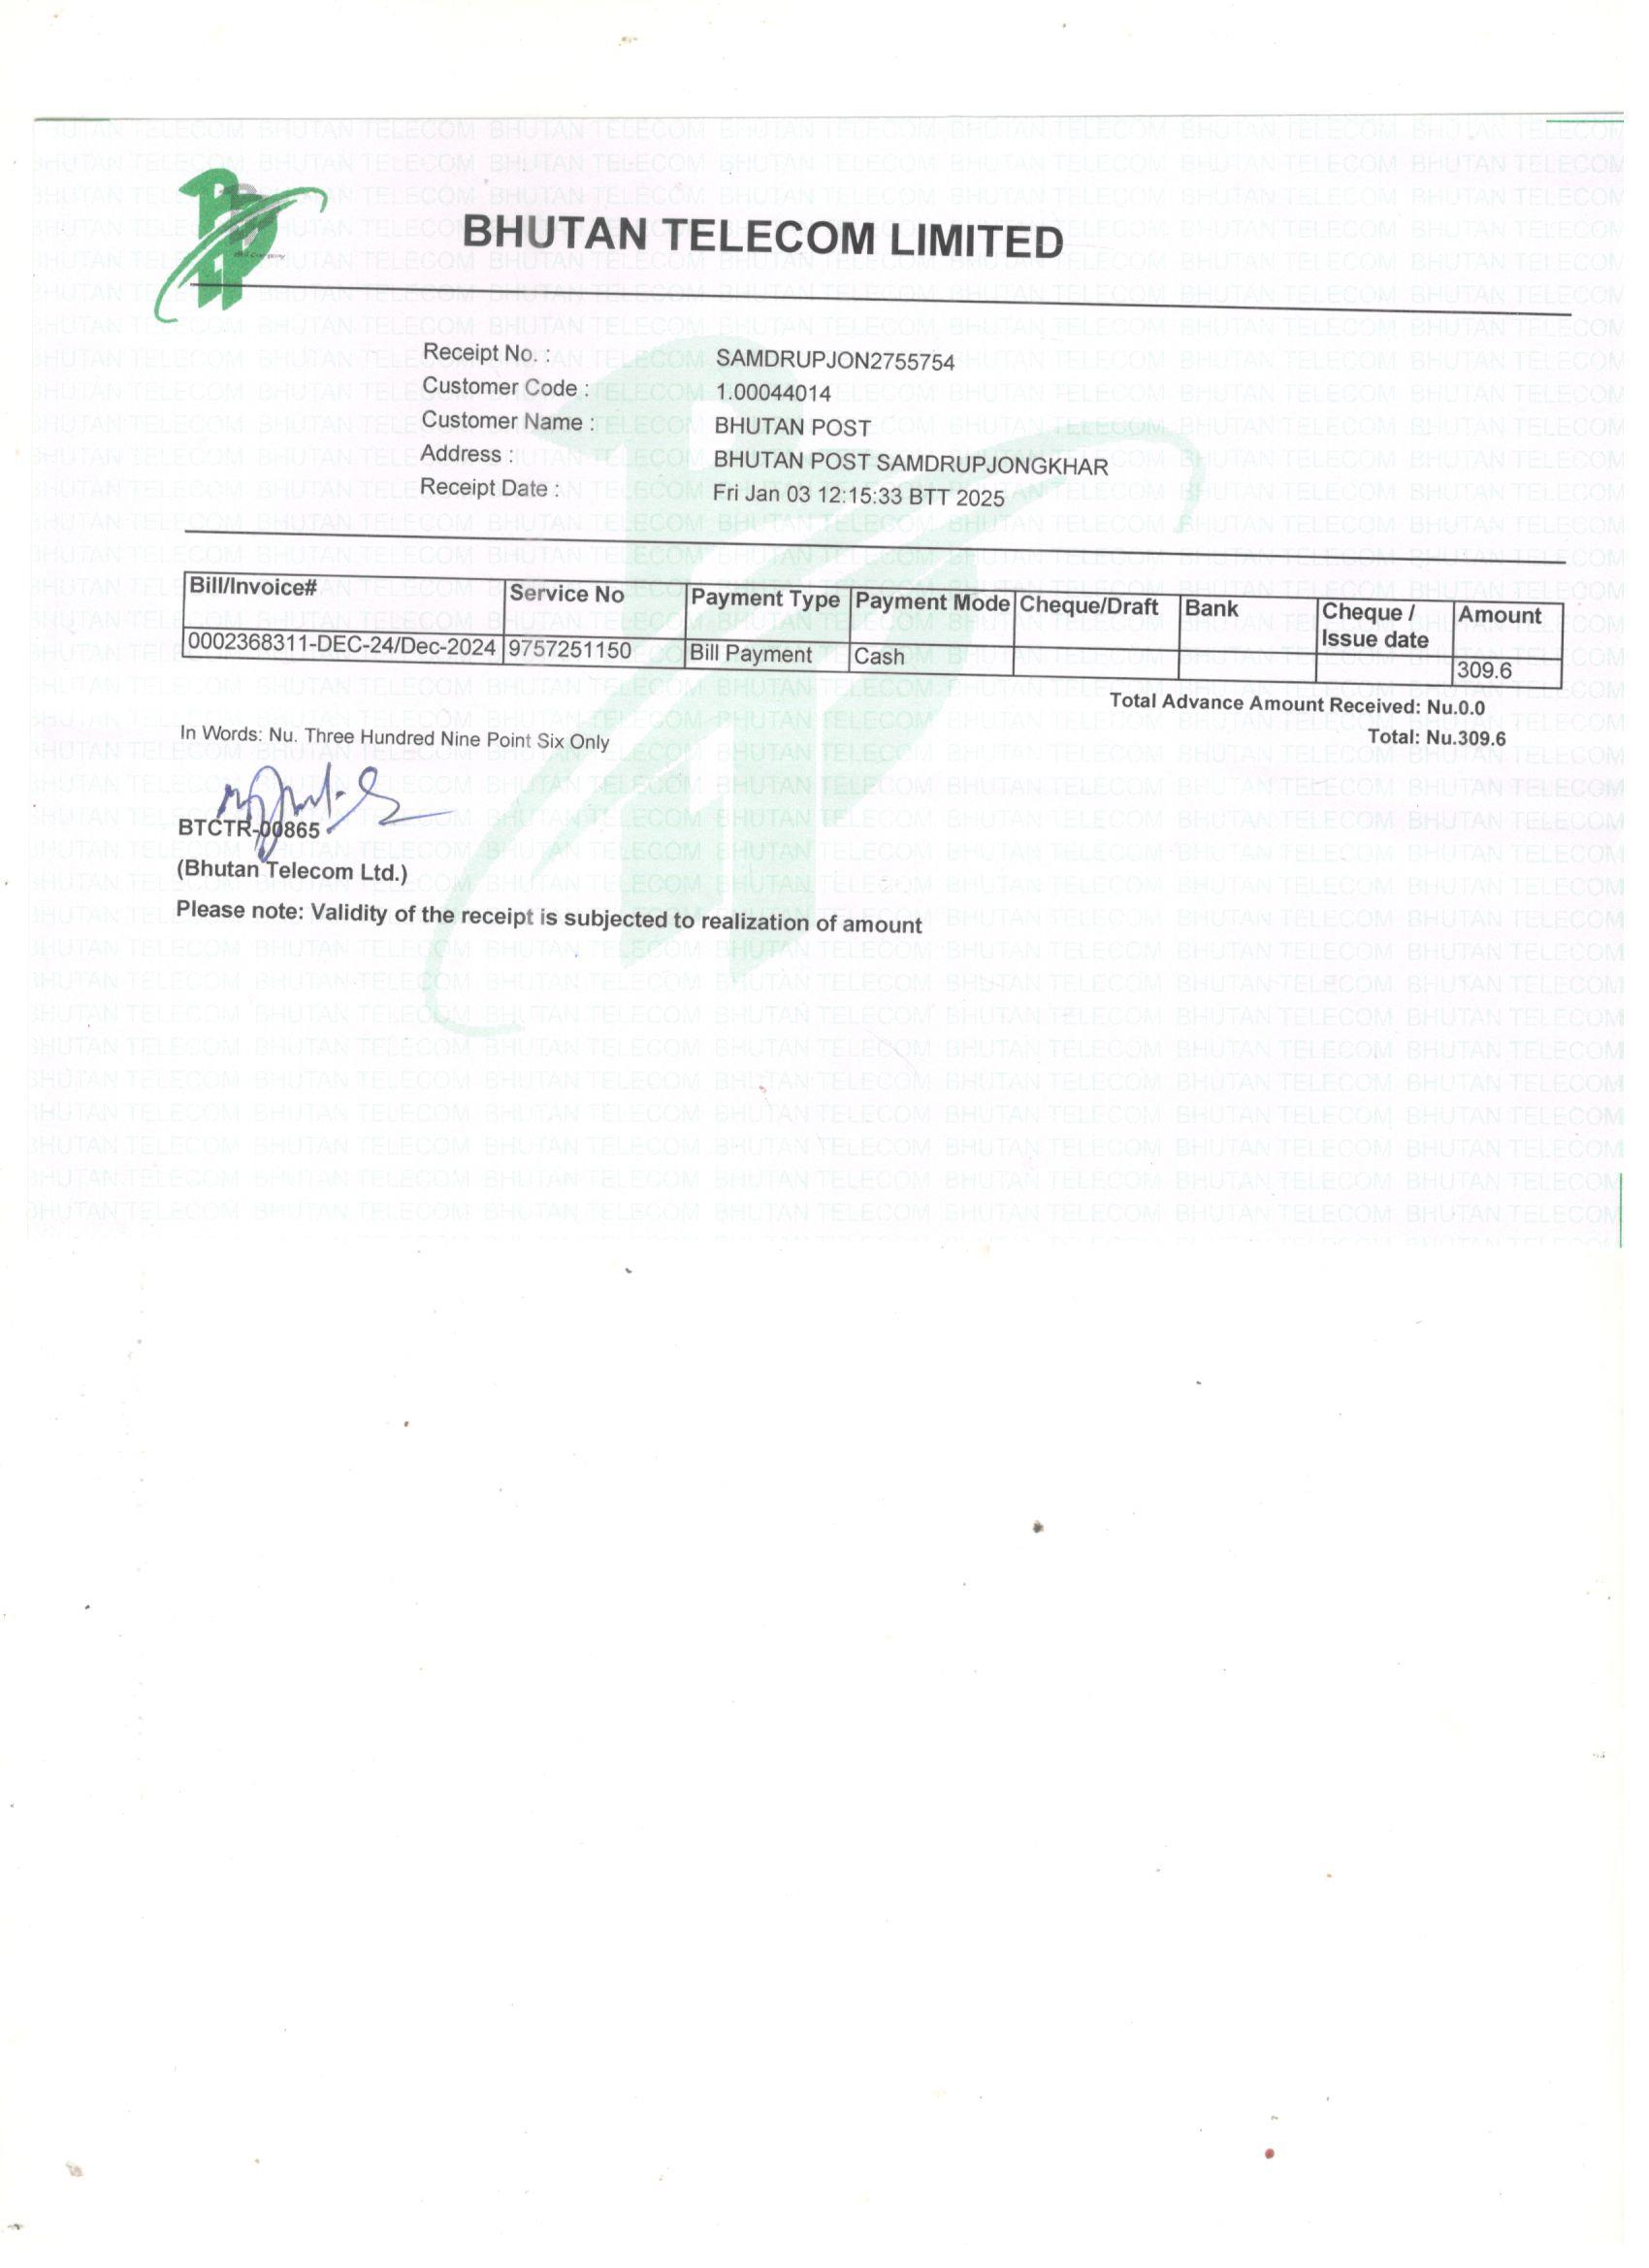 BHUTAN TELECOM LIMITED
Receipt No. : SAMDRUPJON2755754
Customer Code : 1.00044014
Customer Name : BHUTAN POST
Address : BHUTAN POST SAMDRUPJONGKHAR
Receipt Date : Fri Jan 03 12:15:33 BTT 2025
Bill/Invoice# Service No Payment Type Payment Mode Cheque/Draft Bank Cheque / Issue date Amount
0002368311-DEC-24/Dec-2024 9757251150 Bill Payment Cash 309.6
Total Advance Amount Received: Nu.0.0
In Words: Nu. Three Hundred Nine Point Six Only Total: Nu.309.6
BTCTR-00865
(Bhutan Telecom Ltd.)
Please note: Validity of the receipt is subjected to realization of amount